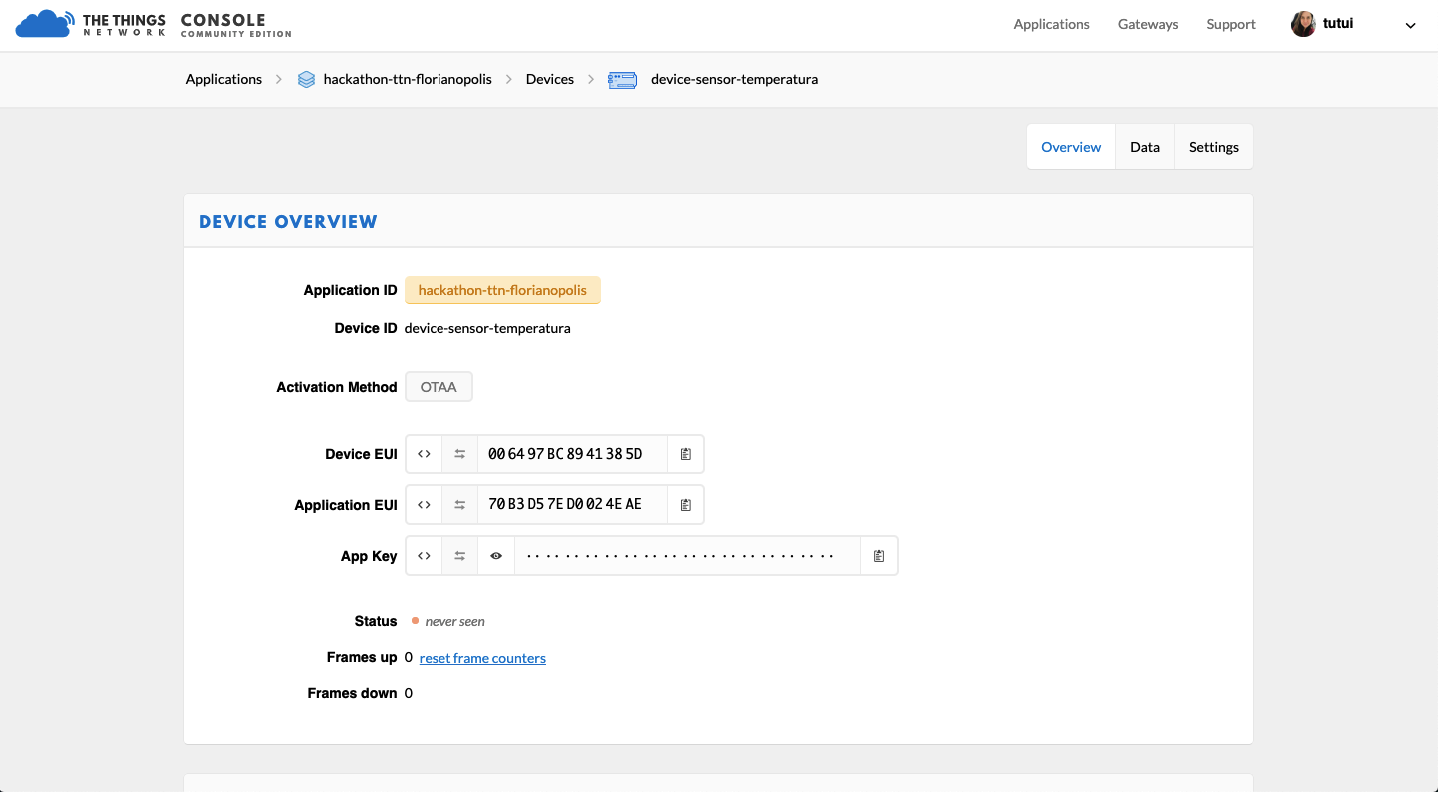 THE THINGS NETWORK CONSOLE COMMUNITY EDITION
Applications Gateways Support tutui
Applications hackathon-ttn-florianopolis Devices device-sensor-temperatura
Overview Data Settings
DEVICE OVERVIEW
Application ID hackathon-ttn-florianopolis
Device ID device-sensor-temperatura
Activation Method OTAA
Device EUI 00 64 97 BC 89 41 38 5D
Application EUI 70 B3 D5 7E D0 02 4E AE
App Key
Status never seen
Frames up 0 reset frame counters
Frames down 0